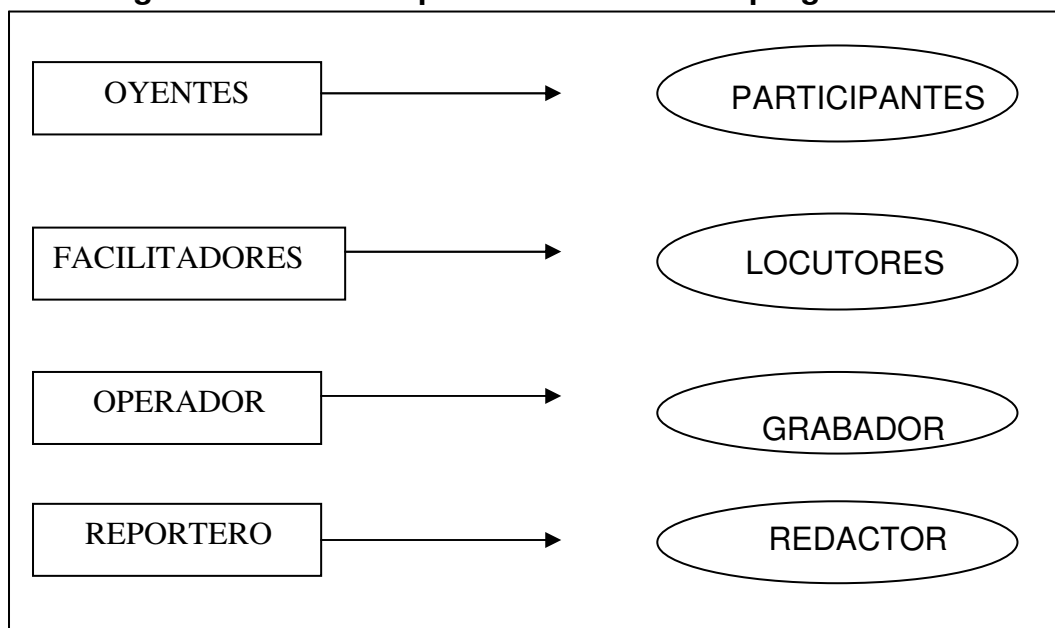 OYENTES
PARTICIPANTES
FACILITADORES
LOCUTORES
OPERADOR
GRABADOR
REPORTERO
REDACTOR